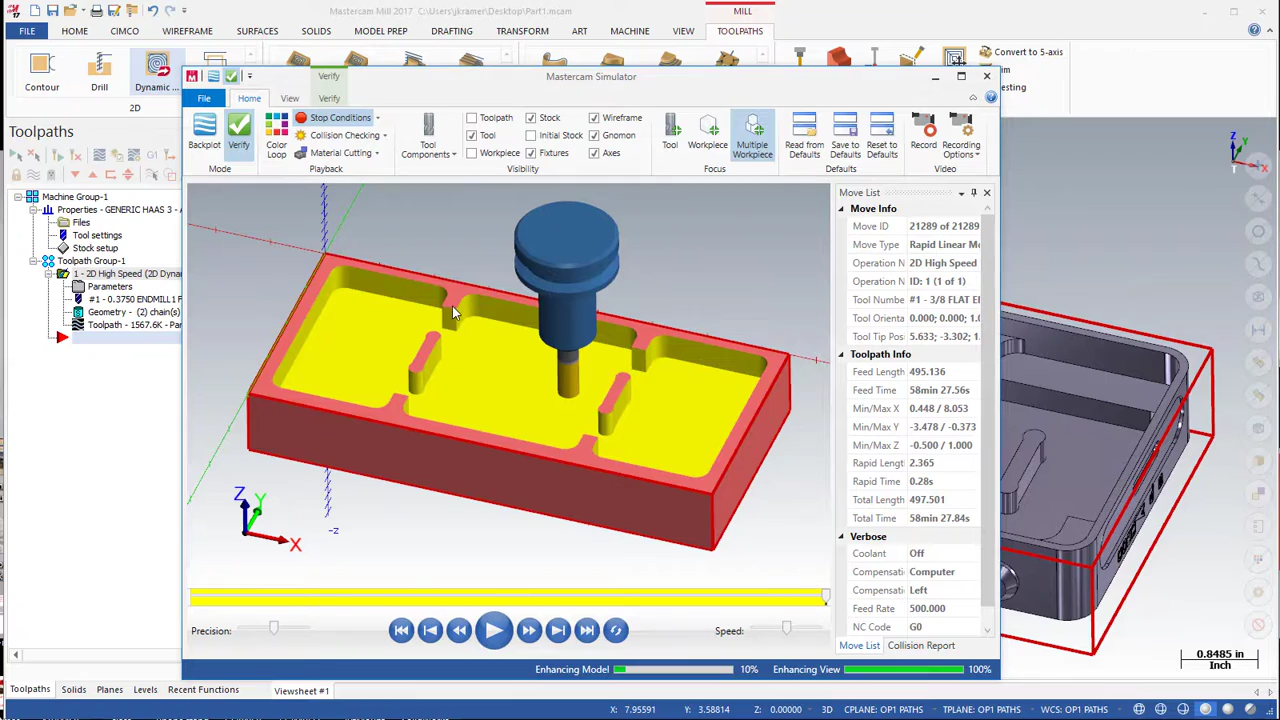 Mastercam Mill 2017 C:\Users\jkramer\Desktop\Part1.mcam
MILL
FILE HOME CIMCO WIREFRAME SURFACES SOLIDS MODEL PREP DRAFTING TRANSFORM ART MACHINE VIEW TOOLPATHS
Contour Drill Dynamic ...
2D
Convert to 5-axis
Toolpaths
Machine Group-1
Properties - GENERIC HAAS 3 - A
Files
Tool settings
Stock setup
Toolpath Group-1
1 - 2D High Speed (2D Dyna
Parameters
#1 - 0.3750 ENDMILL1 F
Geometry - (2) chain(s)
Toolpath - 1567.6K - Pa
Verify
Mastercam Simulator
File Home View Verify
Backplot
Verify
Mode
Color Loop
Stop Conditions
Collision Checking
Material Cutting
Playback
Tool Components
Toolpath Stock Wireframe
Tool Initial Stock Gnomon
Workpiece Fixtures Axes
Visibility
Tool Workpiece Multiple Workpiece
Focus
Read from Defaults Save to Defaults Reset to Defaults
Defaults
Record Recording Options
Video
-z
Z
Y
X
Move List
Move Info
Move ID 21289 of 21289
Move Type Rapid Linear Mo
Operation N 2D High Speed
Operation N ID: 1 (1 of 1)
Tool Number #1 - 3/8 FLAT EN
Tool Orienta 0.000; 0.000; 1.0
Tool Tip Pos 5.633; -3.302; 1.
Toolpath Info
Feed Length 495.136
Feed Time 58min 27.56s
Min/Max X 0.448 / 8.053
Min/Max Y -3.478 / -0.373
Min/Max Z -0.500 / 1.000
Rapid Length 2.365
Rapid Time 0.28s
Total Length 497.501
Total Time 58min 27.84s
Verbose
Coolant Off
Compensatio Computer
Compensatio Left
Feed Rate 500.000
NC Code G0
Move List Collision Report
Precision:
Speed:
Enhancing Model 10% Enhancing View 100%
0.8485 in
Inch
Toolpaths Solids Planes Levels Recent Functions Viewsheet #1
X: 7.95591 Y: 3.58814 Z: 0.00000 3D CPLANE: OP1 PATHS TPLANE: OP1 PATHS WCS: OP1 PATHS